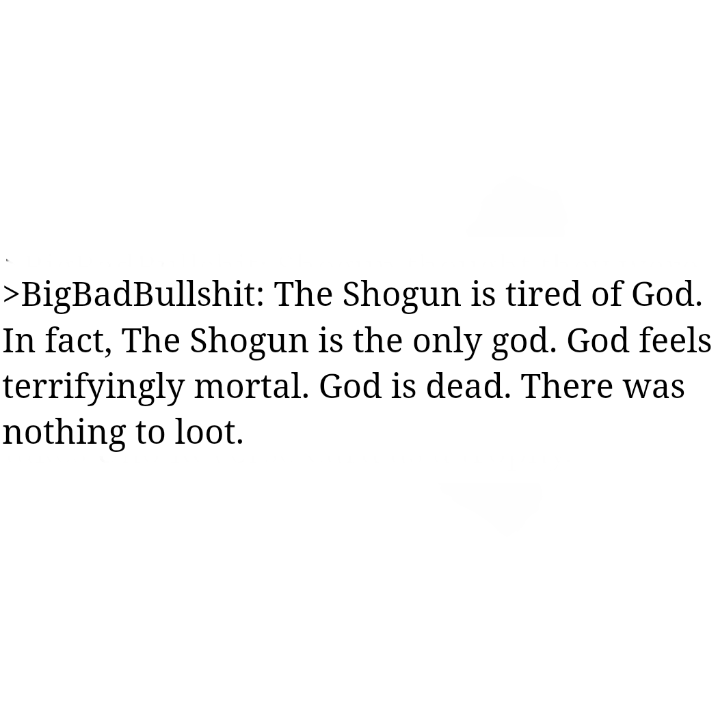 >BigBadBullshit: The Shogun is tired of God.
In fact, The Shogun is the only god. God feels
terrifyingly mortal. God is dead. There was
nothing to loot.